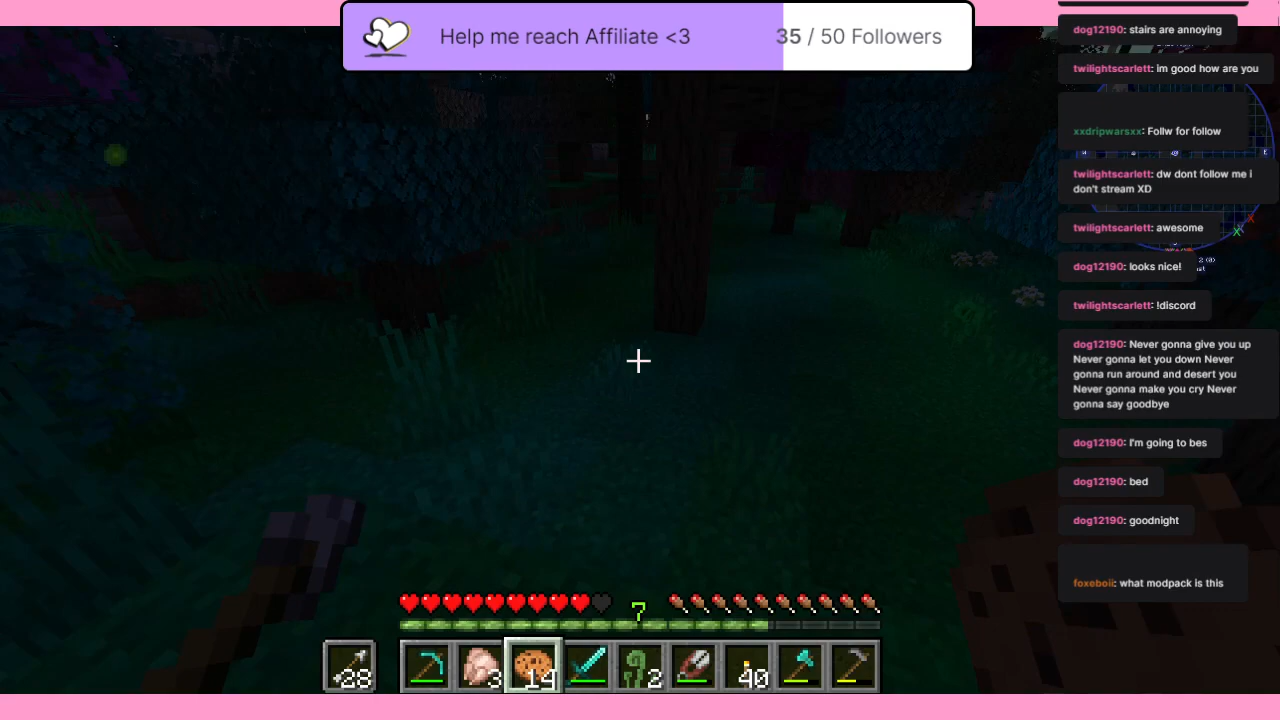 Help me reach Affiliate <3
35 / 50 Followers
dog12190: stairs are annoying
twilightscarlett: im good how are you
xxdripwarsxx: Follw for follow
twilightscarlett: dw dont follow me i
don't stream XD
twilightscarlett: awesome
dog12190: looks nice!
twilightscarlett: !discord
dog12190: Never gonna give you up
Never gonna let you down Never
gonna run around and desert you
Never gonna make you cry Never
gonna say goodbye
dog12190: I'm going to bes
dog12190: bed
dog12190: goodnight
foxeboii: what modpack is this
7
28
3
14
2
40